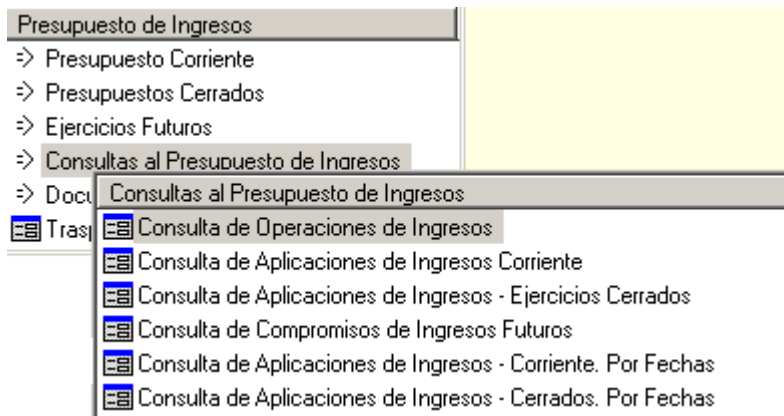 Presupuesto de Ingresos
Presupuesto Corriente
Presupuestos Cerrados
Ejercicios Futuros
Consultas al Presupuesto de Ingresos
Docu
Trasp
Consultas al Presupuesto de Ingresos
Consulta de Operaciones de Ingresos
Consulta de Aplicaciones de Ingresos Corriente
Consulta de Aplicaciones de Ingresos - Ejercicios Cerrados
Consulta de Compromisos de Ingresos Futuros
Consulta de Aplicaciones de Ingresos - Corriente. Por Fechas
Consulta de Aplicaciones de Ingresos - Cerrados. Por Fechas